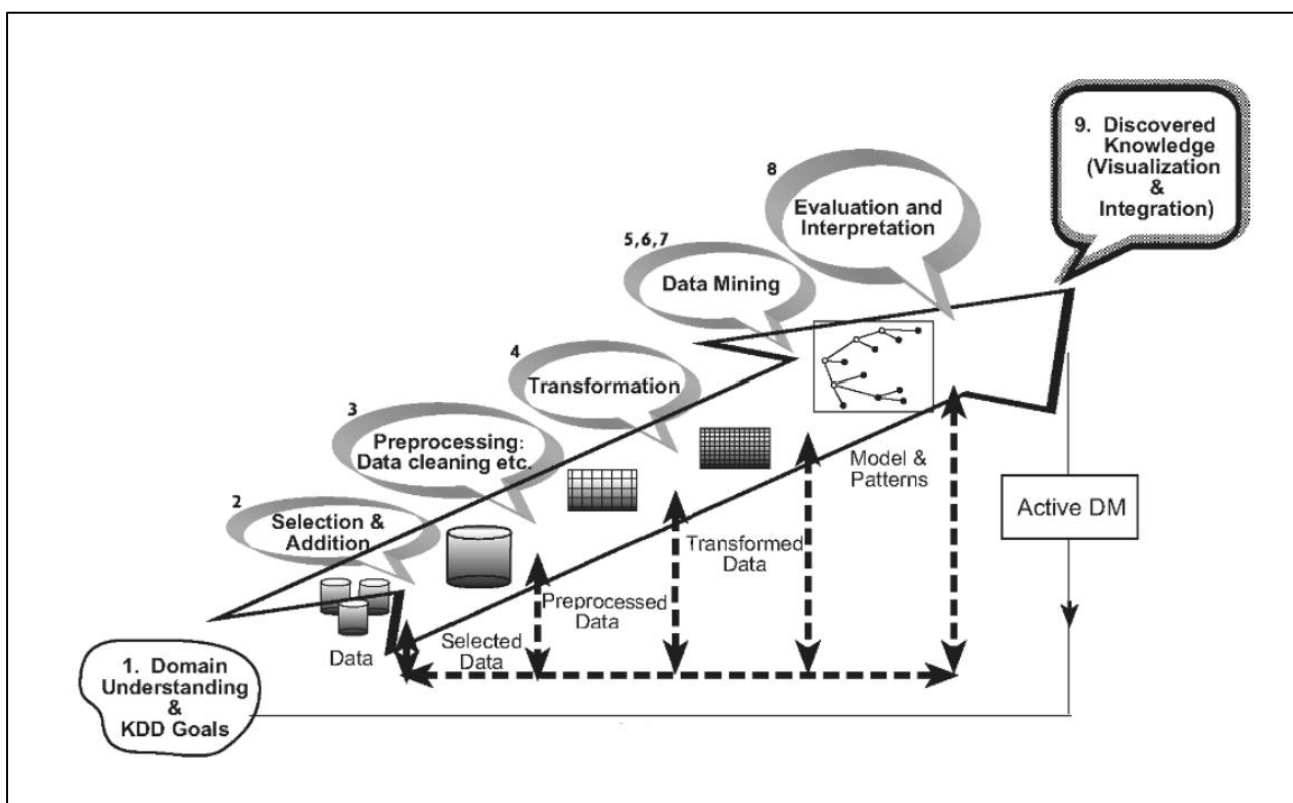 9. Discovered
Knowledge
(Visualization
&
Integration)
8
Evaluation and
Interpretation
5,6,7
Data Mining
4
Transformation
3
Preprocessing:
Data cleaning etc.
2
Selection &
Addition
Model &
Patterns
Active DM
Transformed
Data
Preprocessed
Data
Selected
Data
Data
1. Domain
Understanding
&
KDD Goals